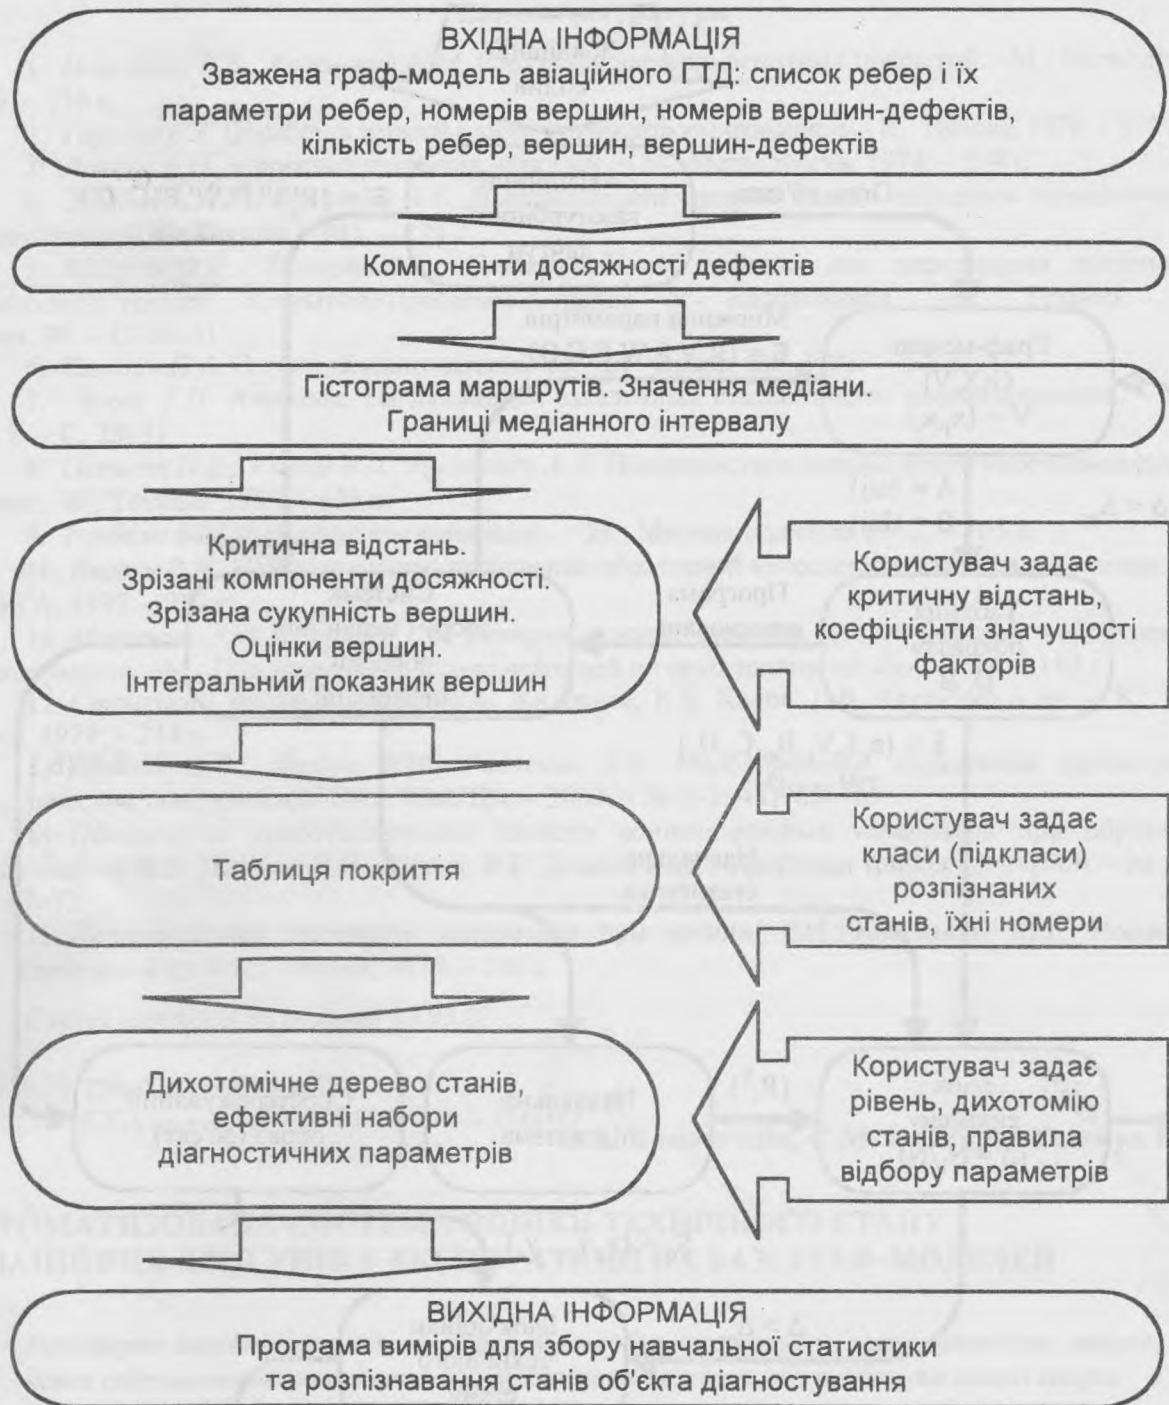 ВХІДНА ІНФОРМАЦІЯ
Зважена граф-модель авіаційного ГТД: список ребер і їх
параметри ребер, номерів вершин, номерів вершин-дефектів,
кількість ребер, вершин, вершин-дефектів
Компоненти досяжності дефектів
Гістограма маршрутів. Значення медіани.
Границі медіанного інтервалу
Критична відстань.
Зрізані компоненти досяжності.
Зрізана сукупність вершин.
Оцінки вершин.
Інтегральний показник вершин
Користувач задає
критичну відстань,
коефіцієнти значущості
факторів
Таблиця покриття
Користувач задає
класи (підкласи)
розпізнаних
станів, їхні номери
Дихотомічне дерево станів,
ефективні набори
діагностичних параметрів
Користувач задає
рівень, дихотомію
станів, правила
відбору параметрів
ВИХІДНА ІНФОРМАЦІЯ
Програма вимірів для збору навчальної статистики
та розпізнавання станів об'єкта діагностування